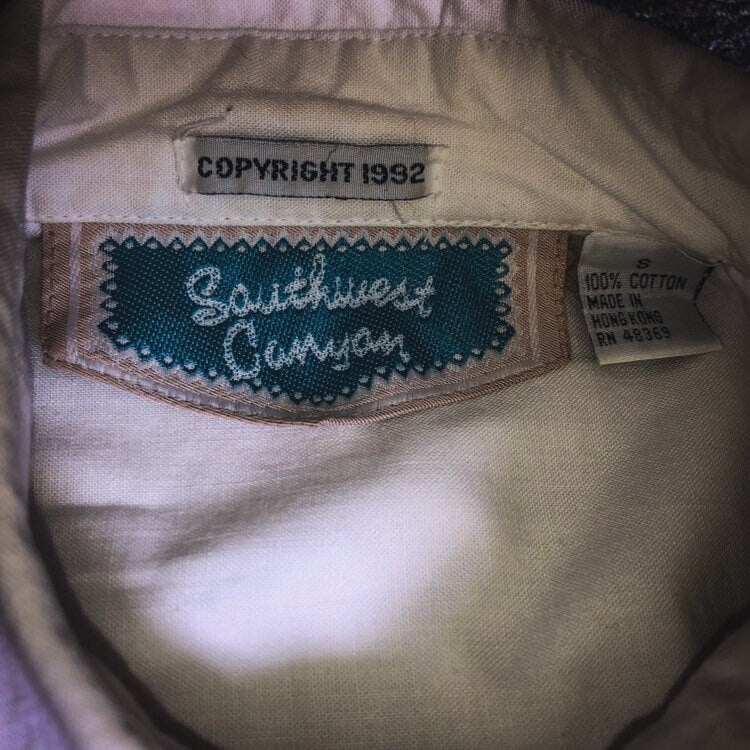 COPYRIGHT 1992
Southwest
Canyon
S
100% COTTON
MADE IN
HONG KONG
RN 48369